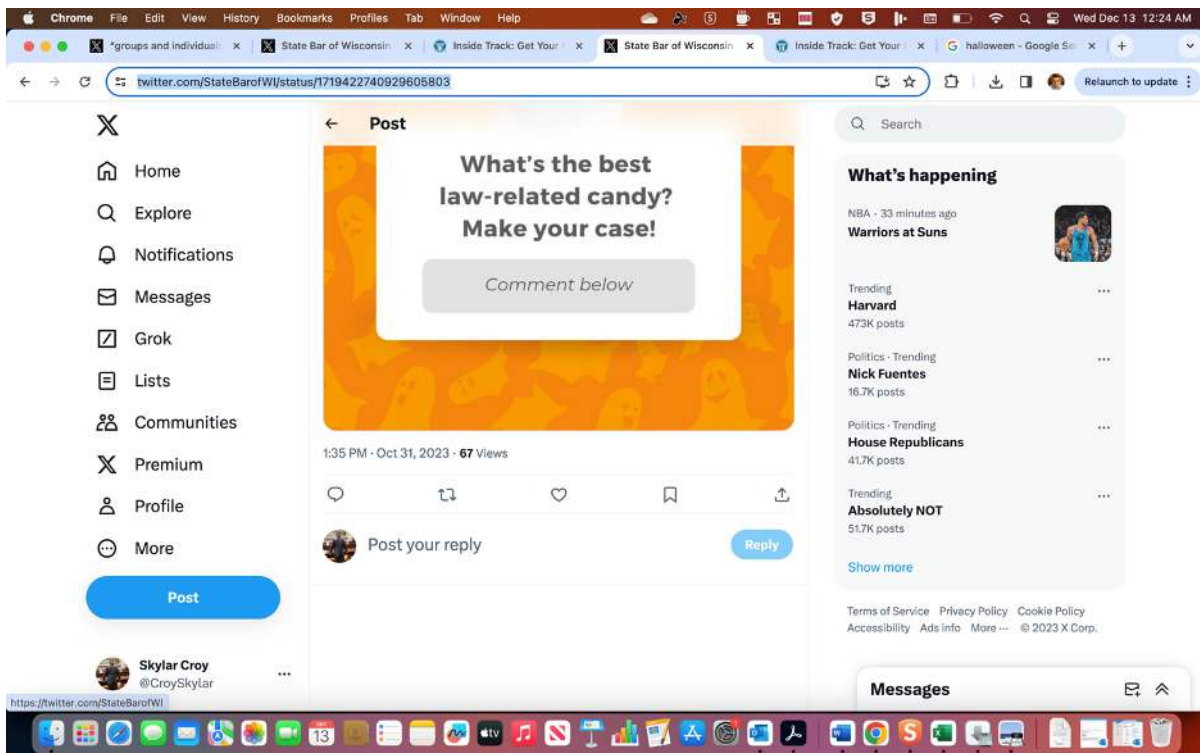 Chrome File Edit View History Bookmarks Profiles Tab Window Help Wed Dec 13 12:24 AM
*groups and individual: State Bar of Wisconsin Inside Track: Get Your State Bar of Wisconsin Inside Track: Get Your halloween - Google Se
twitter.com/StateBarofWI/status/1719422740929605803 Relaunch to update
Post
Search
Home
Explore
Notifications
Messages
Grok
Lists
Communities
Premium
Profile
More
Post
Skylar Croy
@CroySkylar
https://twitter.com/StateBarofWI
What's the best
law-related candy?
Make your case!
Comment below
1:35 PM · Oct 31, 2023 · 67 Views
Post your reply
Reply
What's happening
NBA · 33 minutes ago
Warriors at Suns
Trending
Harvard
473K posts
Politics · Trending
Nick Fuentes
16.7K posts
Politics · Trending
House Republicans
41.7K posts
Trending
Absolutely NOT
51.7K posts
Show more
Terms of Service Privacy Policy Cookie Policy
Accessibility Ads info More ··· © 2023 X Corp.
Messages
13
tv